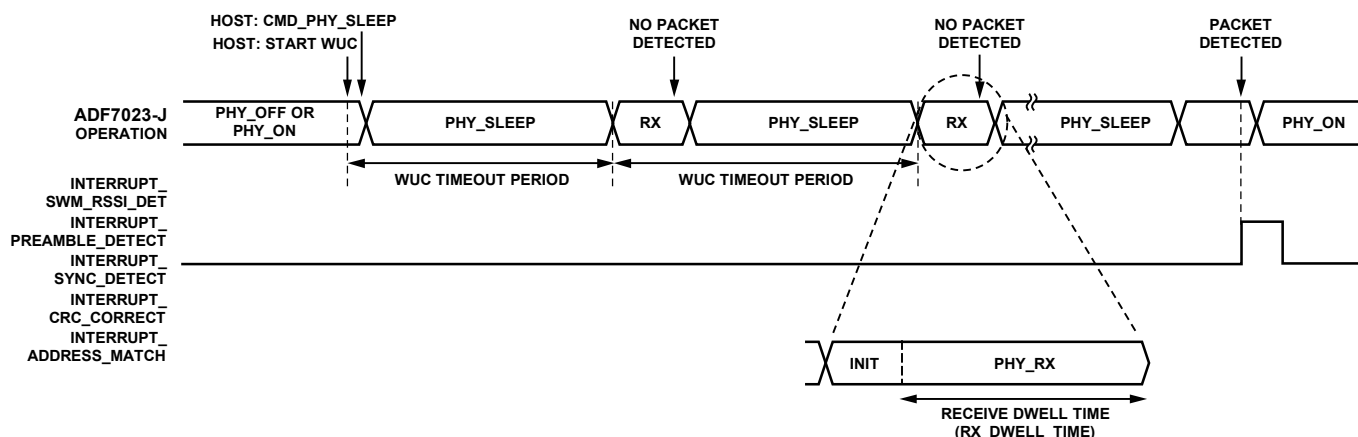 HOST: CMD_PHY_SLEEP
HOST: START WUC
NO PACKET
DETECTED
NO PACKET
DETECTED
PACKET
DETECTED
ADF7023-J
OPERATION
PHY_OFF OR
PHY_ON
PHY_SLEEP
RX
PHY_SLEEP
RX
PHY_SLEEP
PHY_ON
WUC TIMEOUT PERIOD
WUC TIMEOUT PERIOD
INTERRUPT_
SWM_RSSI_DET
INTERRUPT_
PREAMBLE_DETECT
INTERRUPT_
SYNC_DETECT
INTERRUPT_
CRC_CORRECT
INTERRUPT_
ADDRESS_MATCH
INIT
PHY_RX
RECEIVE DWELL TIME
(RX_DWELL_TIME)